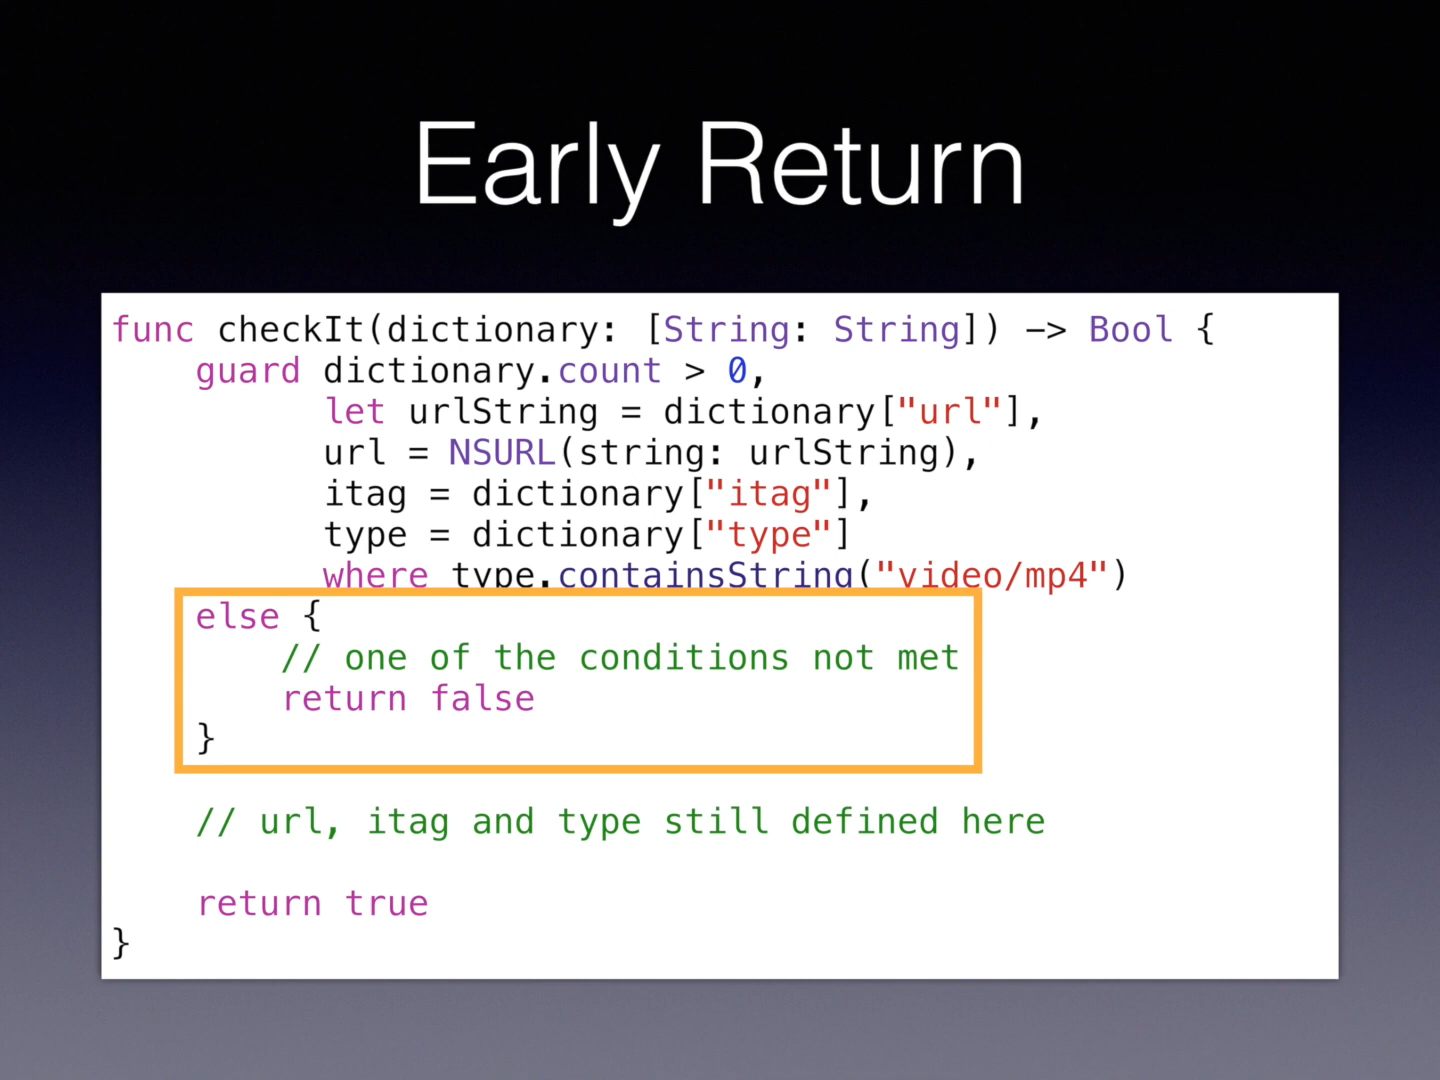 Early Return
func checkIt(dictionary: [String: String]) -> Bool {
guard dictionary.count > 0,
let urlString = dictionary["url"],
url = NSURL(string: urlString),
itag = dictionary["itag"],
type = dictionary["type"]
where type.containsString("video/mp4")
else {
// one of the conditions not met
return false
}
// url, itag and type still defined here
return true
}